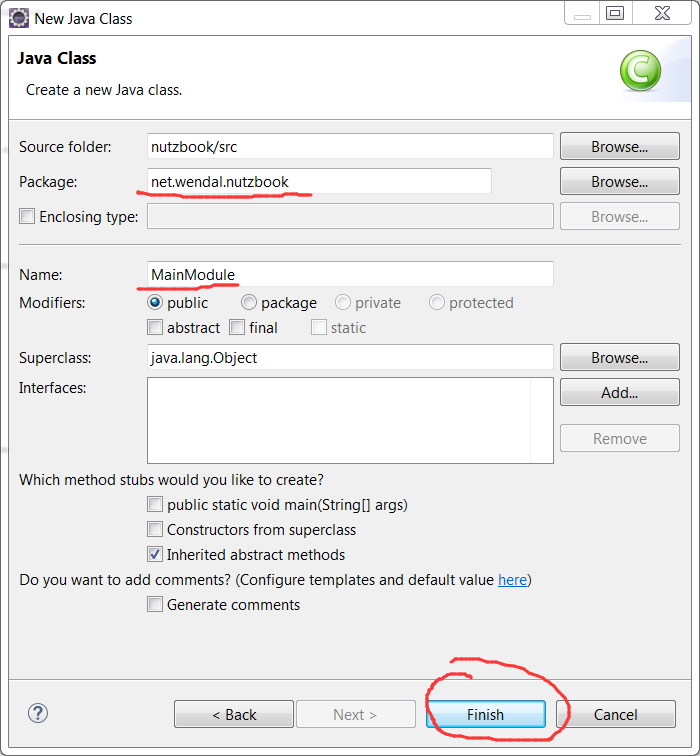 New Java Class
Java Class
Create a new Java class.
Source folder: nutzbook/src Browse...
Package: net.wendal.nutzbook Browse...
Enclosing type: Browse...
Name: MainModule
Modifiers: public package private protected
abstract final static
Superclass: java.lang.Object Browse...
Interfaces: Add...
Remove
Which method stubs would you like to create?
public static void main(String[] args)
Constructors from superclass
Inherited abstract methods
Do you want to add comments? (Configure templates and default value here)
Generate comments
? < Back Next > Finish Cancel